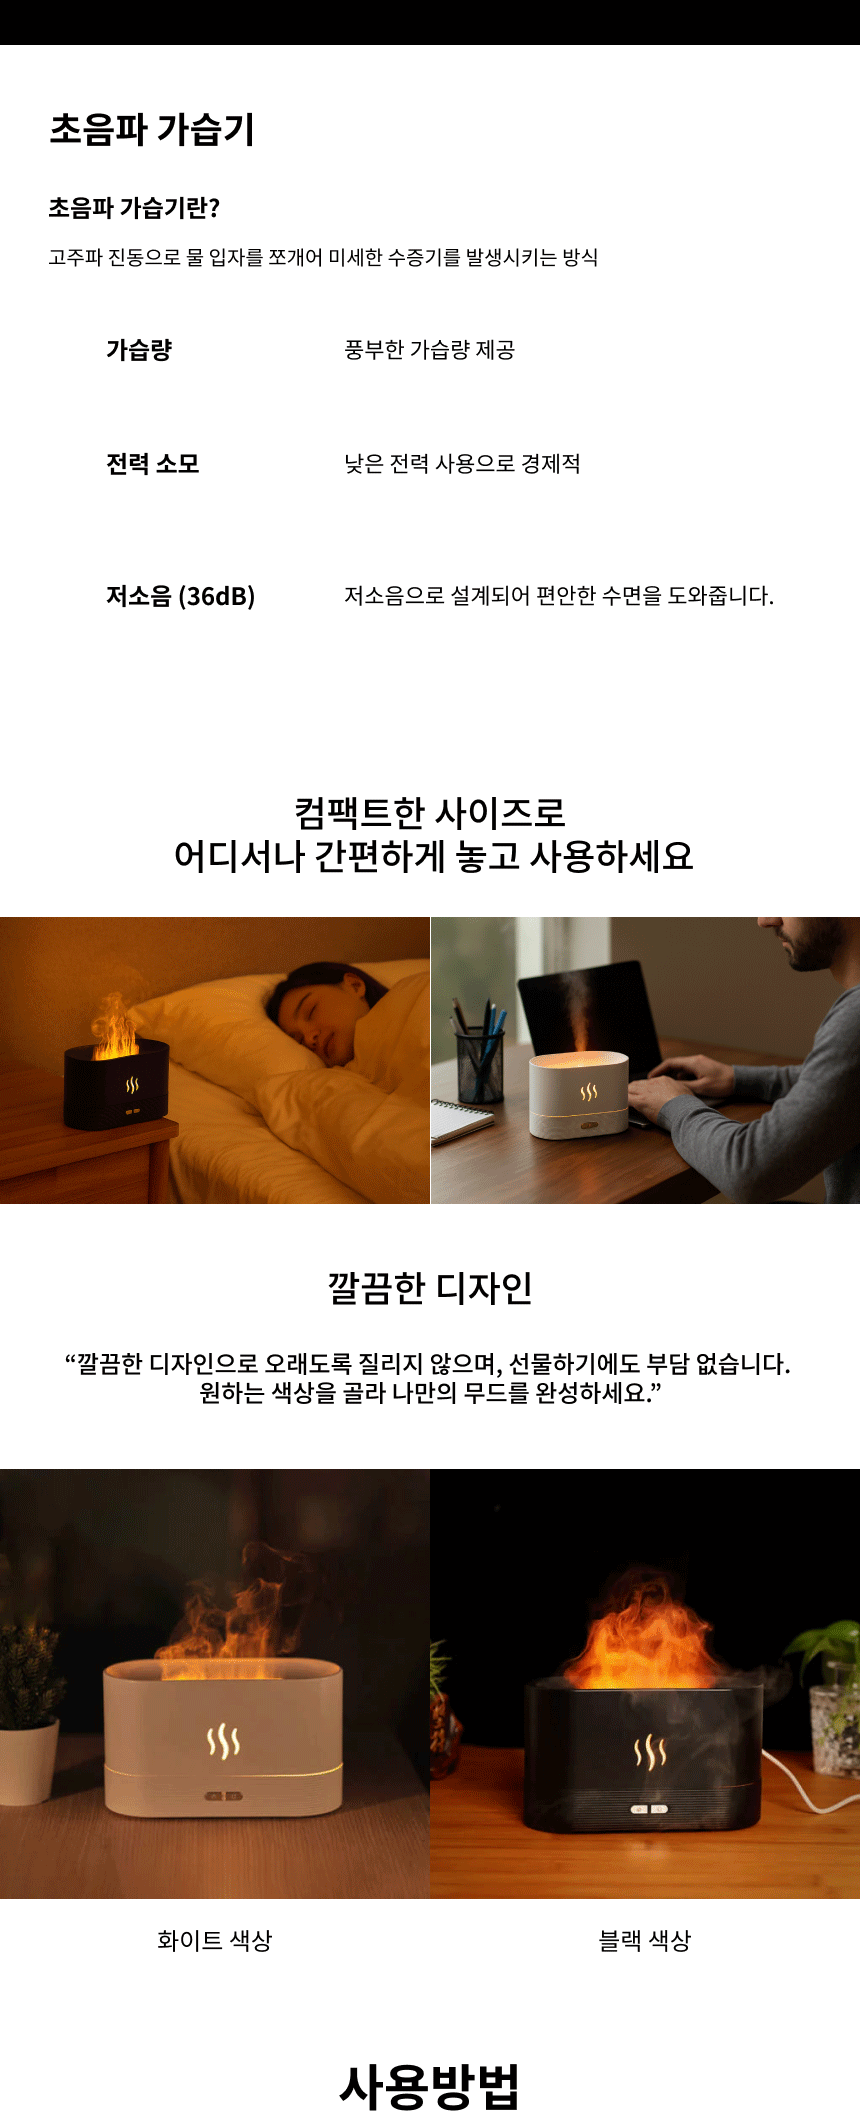 초음파 가습기
초음파 가습기란?
고주파 진동으로 물 입자를 쪼개어 미세한 수증기를 발생시키는 방식
가습량
풍부한 가습량 제공
전력 소모
낮은 전력 사용으로 경제적
저소음 (36dB)
저소음으로 설계되어 편안한 수면을 도와줍니다.
컴팩트한 사이즈로
어디서나 간편하게 놓고 사용하세요
깔끔한 디자인
“깔끔한 디자인으로 오래도록 질리지 않으며, 선물하기에도 부담 없습니다.
원하는 색상을 골라 나만의 무드를 완성하세요.”
화이트 색상
블랙 색상
사용방법